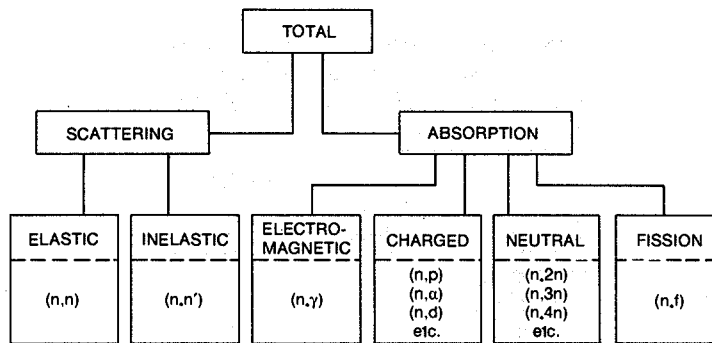 TOTAL
SCATTERING
ABSORPTION
ELASTIC
(n,n)
INELASTIC
(n,n′)
ELECTRO-
MAGNETIC
(n,γ)
CHARGED
(n,p)
(n,α)
(n,d)
etc.
NEUTRAL
(n,2n)
(n,3n)
(n,4n)
etc.
FISSION
(n,f)